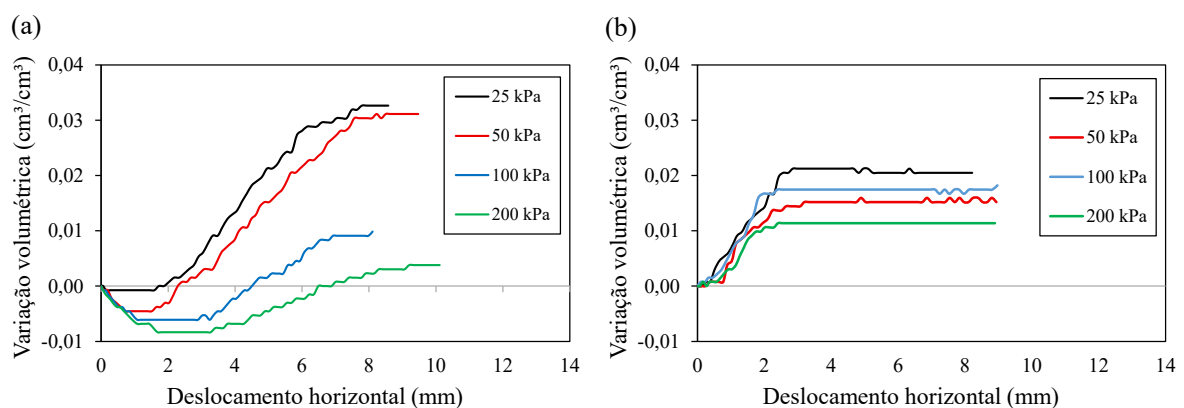 (a)
0,04
0,03
0,02
0,01
0,00
-0,01
Variação volumétrica (cm³/cm³)
25 kPa
50 kPa
100 kPa
200 kPa
0 2 4 6 8 10 12 14
Deslocamento horizontal (mm)
(b)
0,04
0,03
0,02
0,01
0,00
-0,01
Variação volumétrica (cm³/cm³)
25 kPa
50 kPa
100 kPa
200 kPa
0 2 4 6 8 10 12 14
Deslocamento horizontal (mm)